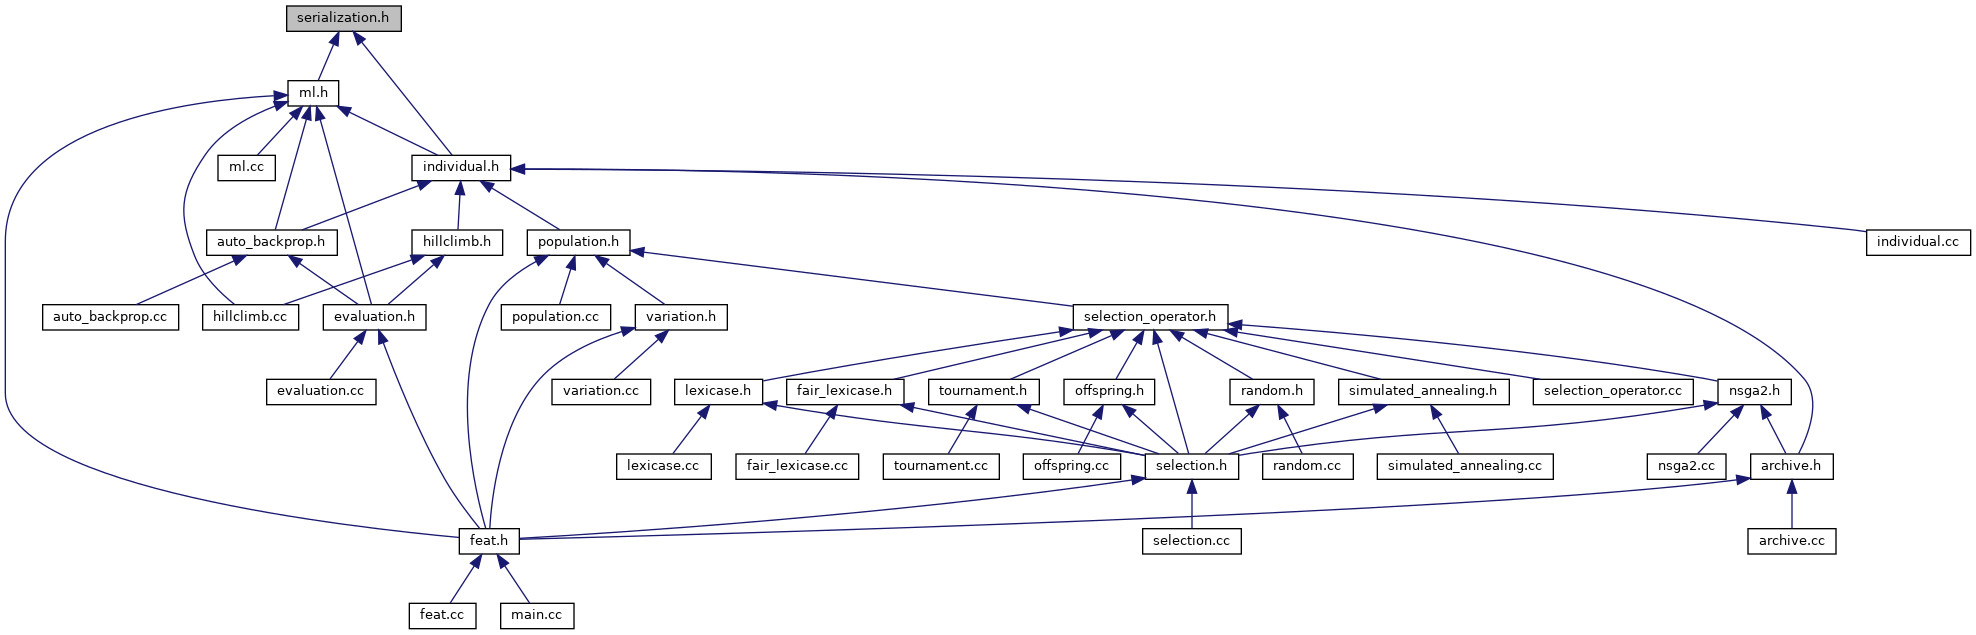 serialization.h
ml.h
ml.cc
individual.h
auto_backprop.h
hillclimb.h
population.h
individual.cc
auto_backprop.cc
hillclimb.cc
evaluation.h
population.cc
variation.h
selection_operator.h
evaluation.cc
variation.cc
lexicase.h
fair_lexicase.h
tournament.h
offspring.h
random.h
simulated_annealing.h
selection_operator.cc
nsga2.h
lexicase.cc
fair_lexicase.cc
tournament.cc
offspring.cc
selection.h
random.cc
simulated_annealing.cc
nsga2.cc
archive.h
feat.h
selection.cc
archive.cc
feat.cc
main.cc